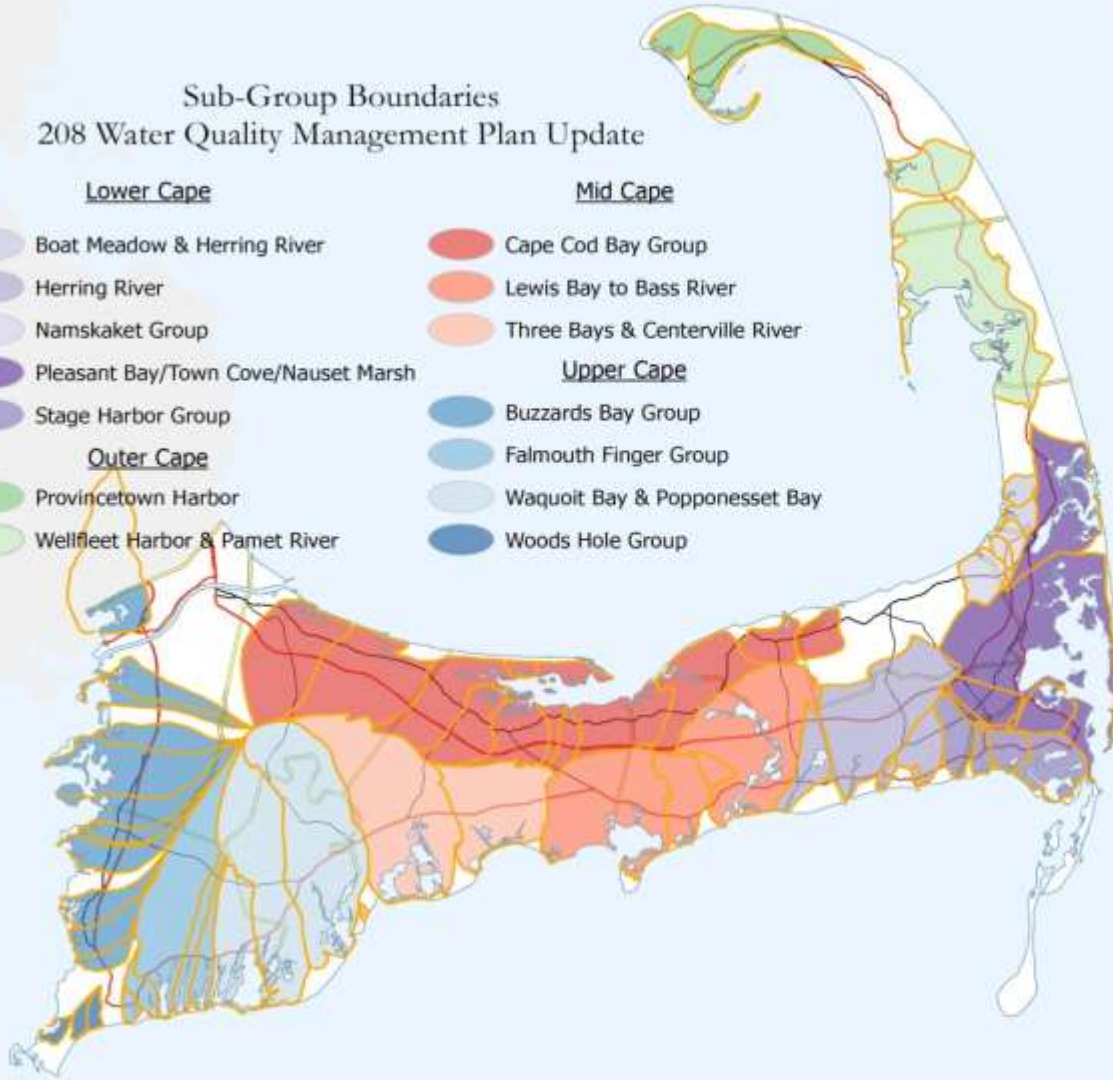 Sub-Group Boundaries
208 Water Quality Management Plan Update
Lower Cape
Boat Meadow & Herring River
Herring River
Namskaket Group
Pleasant Bay/Town Cove/Nauset Marsh
Stage Harbor Group
Outer Cape
Provincetown Harbor
Wellfleet Harbor & Pamet River
Mid Cape
Cape Cod Bay Group
Lewis Bay to Bass River
Three Bays & Centerville River
Upper Cape
Buzzards Bay Group
Falmouth Finger Group
Waquoit Bay & Popponesset Bay
Woods Hole Group